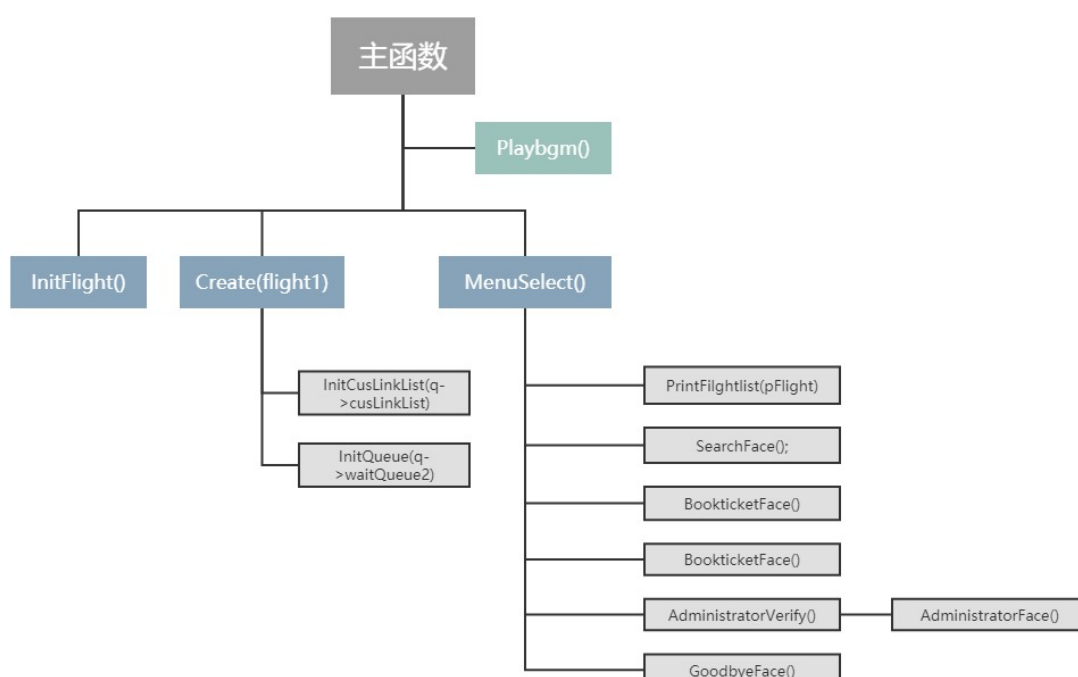 主函数
Playbgm()
InitFlight()
Create(flight1)
MenuSelect()
InitCusLinkList(q-
>cusLinkList)
InitQueue(q-
>waitQueue2)
PrintFilghtlist(pFlight)
SearchFace();
BookticketFace()
BookticketFace()
AdministratorVerify()
AdministratorFace()
GoodbyeFace()